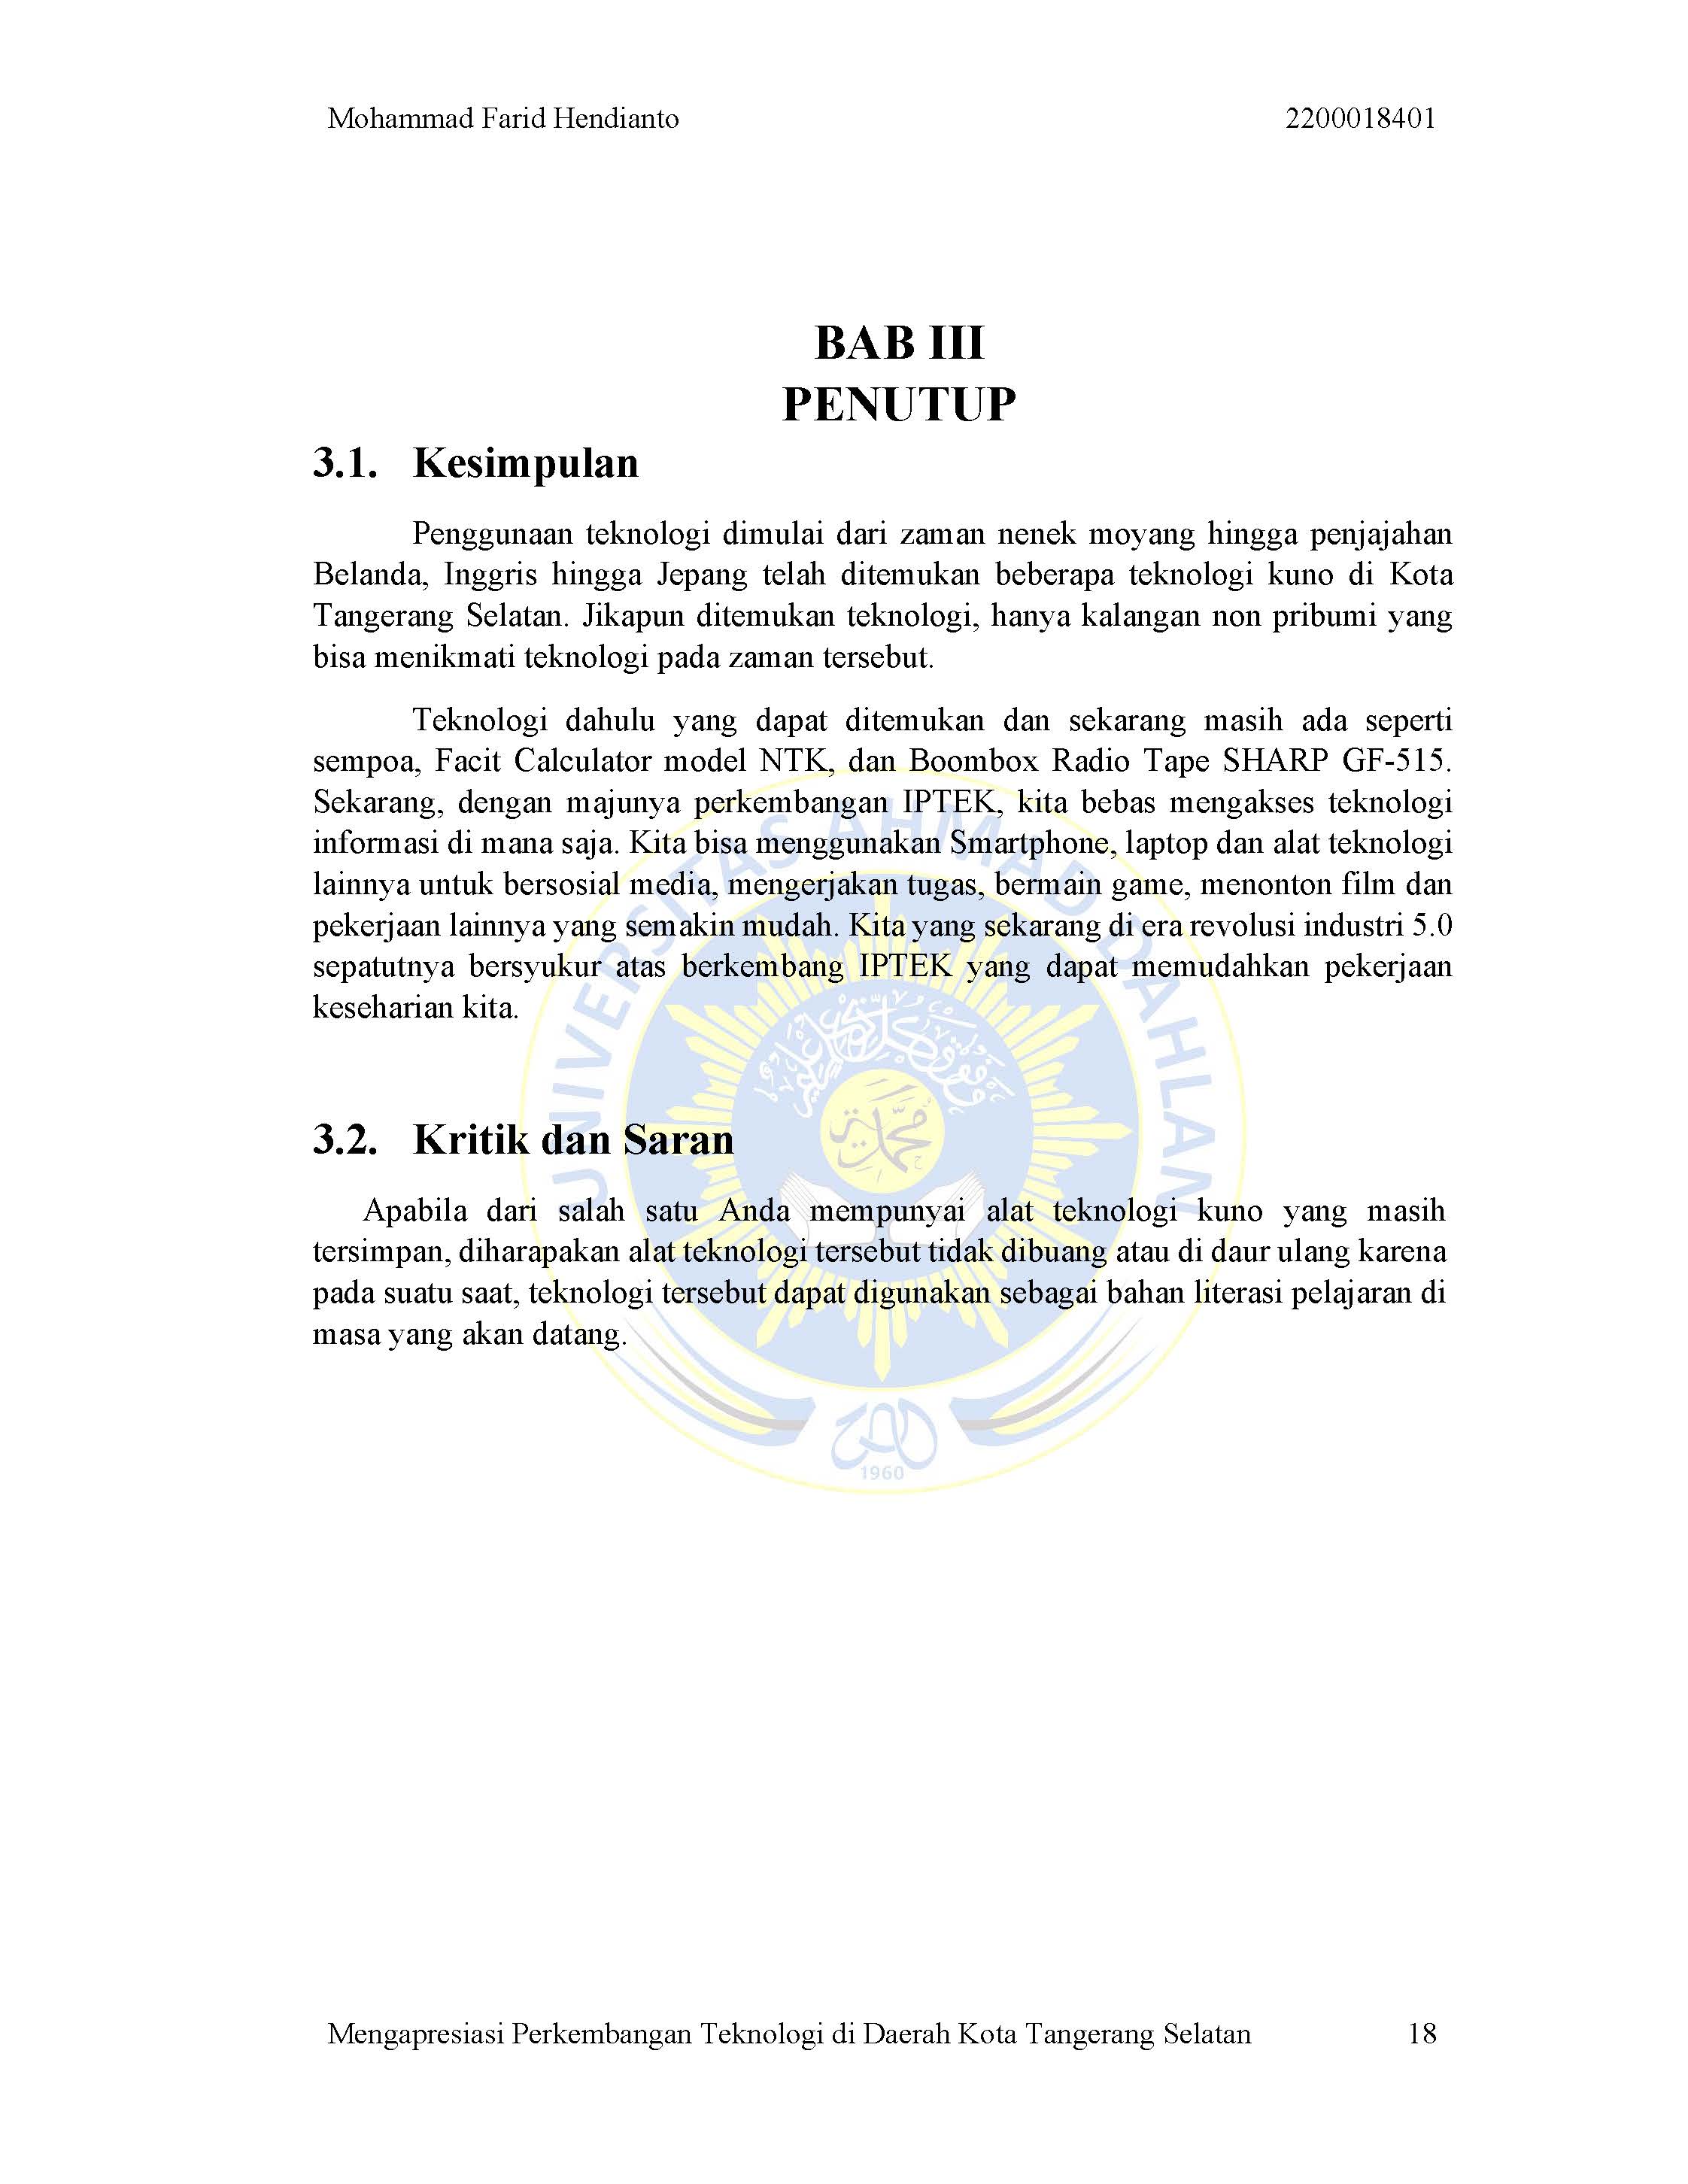 Mohammad Farid Hendianto 2200018401
BAB III
PENUTUP
3.1. Kesimpulan
Penggunaan teknologi dimulai dari zaman nenek moyang hingga penjajahan
Belanda, Inggris hingga Jepang telah ditemukan beberapa teknologi kuno di Kota
Tangerang Selatan. Jikapun ditemukan teknologi, hanya kalangan non pribumi yang
bisa menikmati teknologi pada zaman tersebut.
Teknologi dahulu yang dapat ditemukan dan sekarang masih ada seperti
sempoa, Facit Calculator model NTK, dan Boombox Radio Tape SHARP GF-515.
Sekarang, dengan majunya perkembangan IPTEK, kita bebas mengakses teknologi
informasi di mana saja. Kita bisa menggunakan Smartphone, laptop dan alat teknologi
lainnya untuk bersosial media, mengerjakan tugas, bermain game, menonton film dan
pekerjaan lainnya yang semakin mudah. Kita yang sekarang di era revolusi industri 5.0
sepatutnya bersyukur atas berkembang IPTEK yang dapat memudahkan pekerjaan
keseharian kita.
3.2. Kritik dan Saran
Apabila dari salah satu Anda mempunyai alat teknologi kuno yang masih
tersimpan, diharapakan alat teknologi tersebut tidak dibuang atau di daur ulang karena
pada suatu saat, teknologi tersebut dapat digunakan sebagai bahan literasi pelajaran di
masa yang akan datang.
UNIVERSITAS AHMAD DAHLAN
محمد
1960
Mengapresiasi Perkembangan Teknologi di Daerah Kota Tangerang Selatan 18